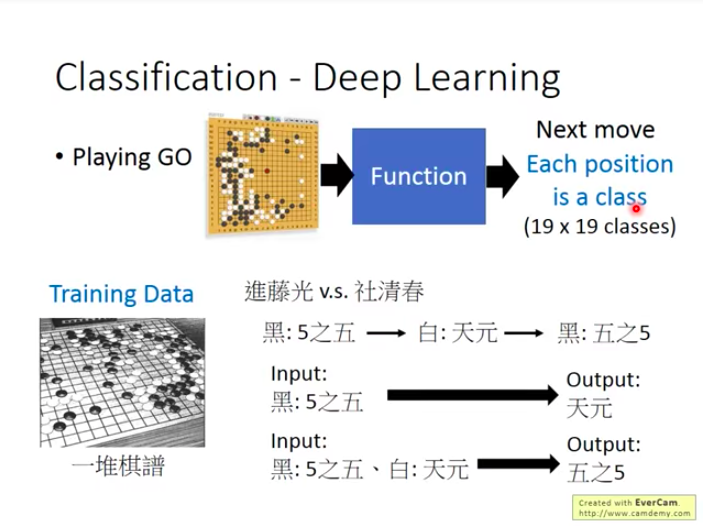 Classification - Deep Learning
• Playing GO
Function
Next move
Each position
is a class
(19 x 19 classes)
Training Data
進藤光 v.s. 社清春
黑: 5之五
白: 天元
黑: 五之5
Input:
黑: 5之五
Output:
天元
Input:
黑: 5之五、白: 天元
Output:
五之5
一堆棋譜
Created with EverCam.
http://www.camdemy.com